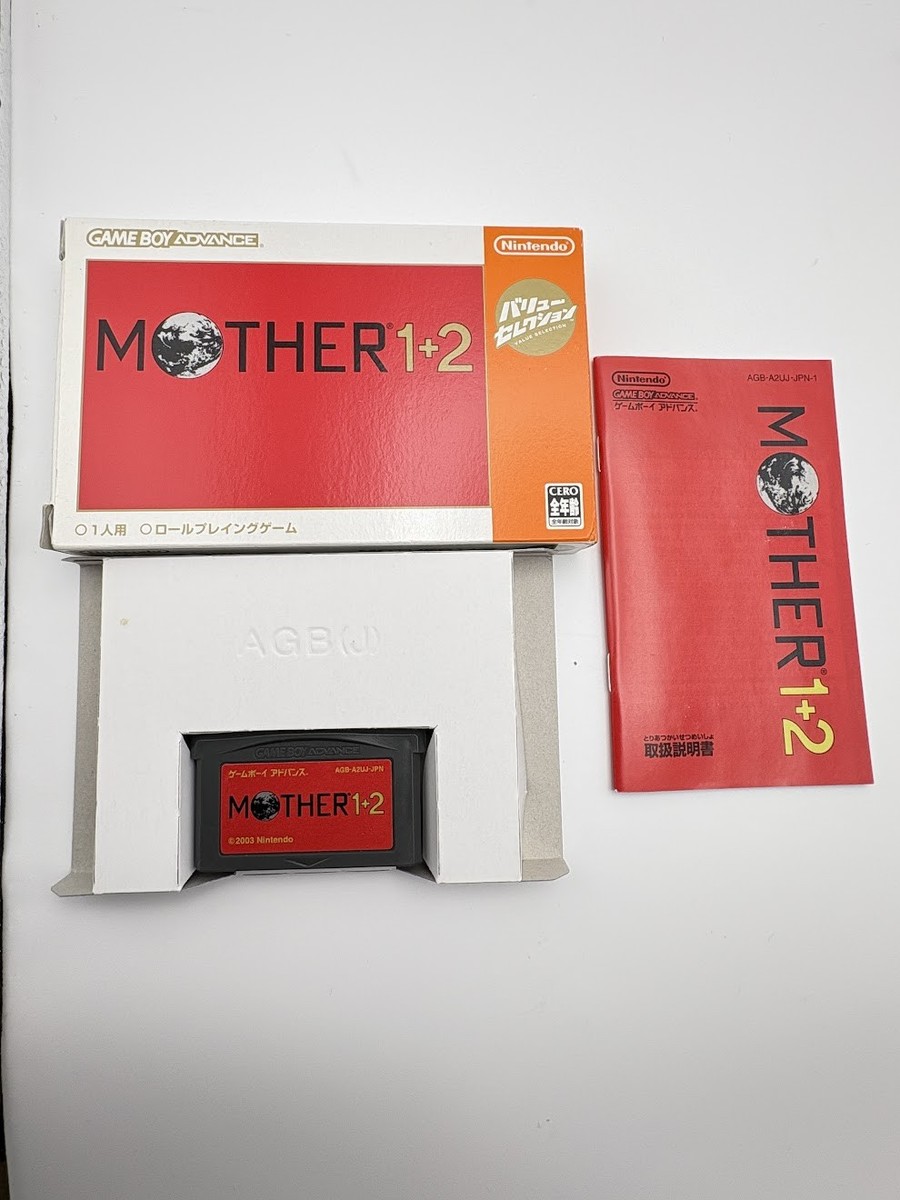 GAME BOY ADVANCE
Nintendo
MOTHER 1+2
バリュー
セレクション
VALUE SELECTION
CERO
全年齢
全年齢対象
○1人用 ○ロールプレイングゲーム
Nintendo
AGB-A2UJ-JPN-1
GAME BOY ADVANCE
ゲームボーイ アドバンス
MOTHER 1+2
とりあつかいせつめいしょ
取扱説明書
AGB(J)
GAME BOY ADVANCE
ゲームボーイ アドバンス
AGB-A2UJ-JPN
MOTHER 1+2
©2003 Nintendo